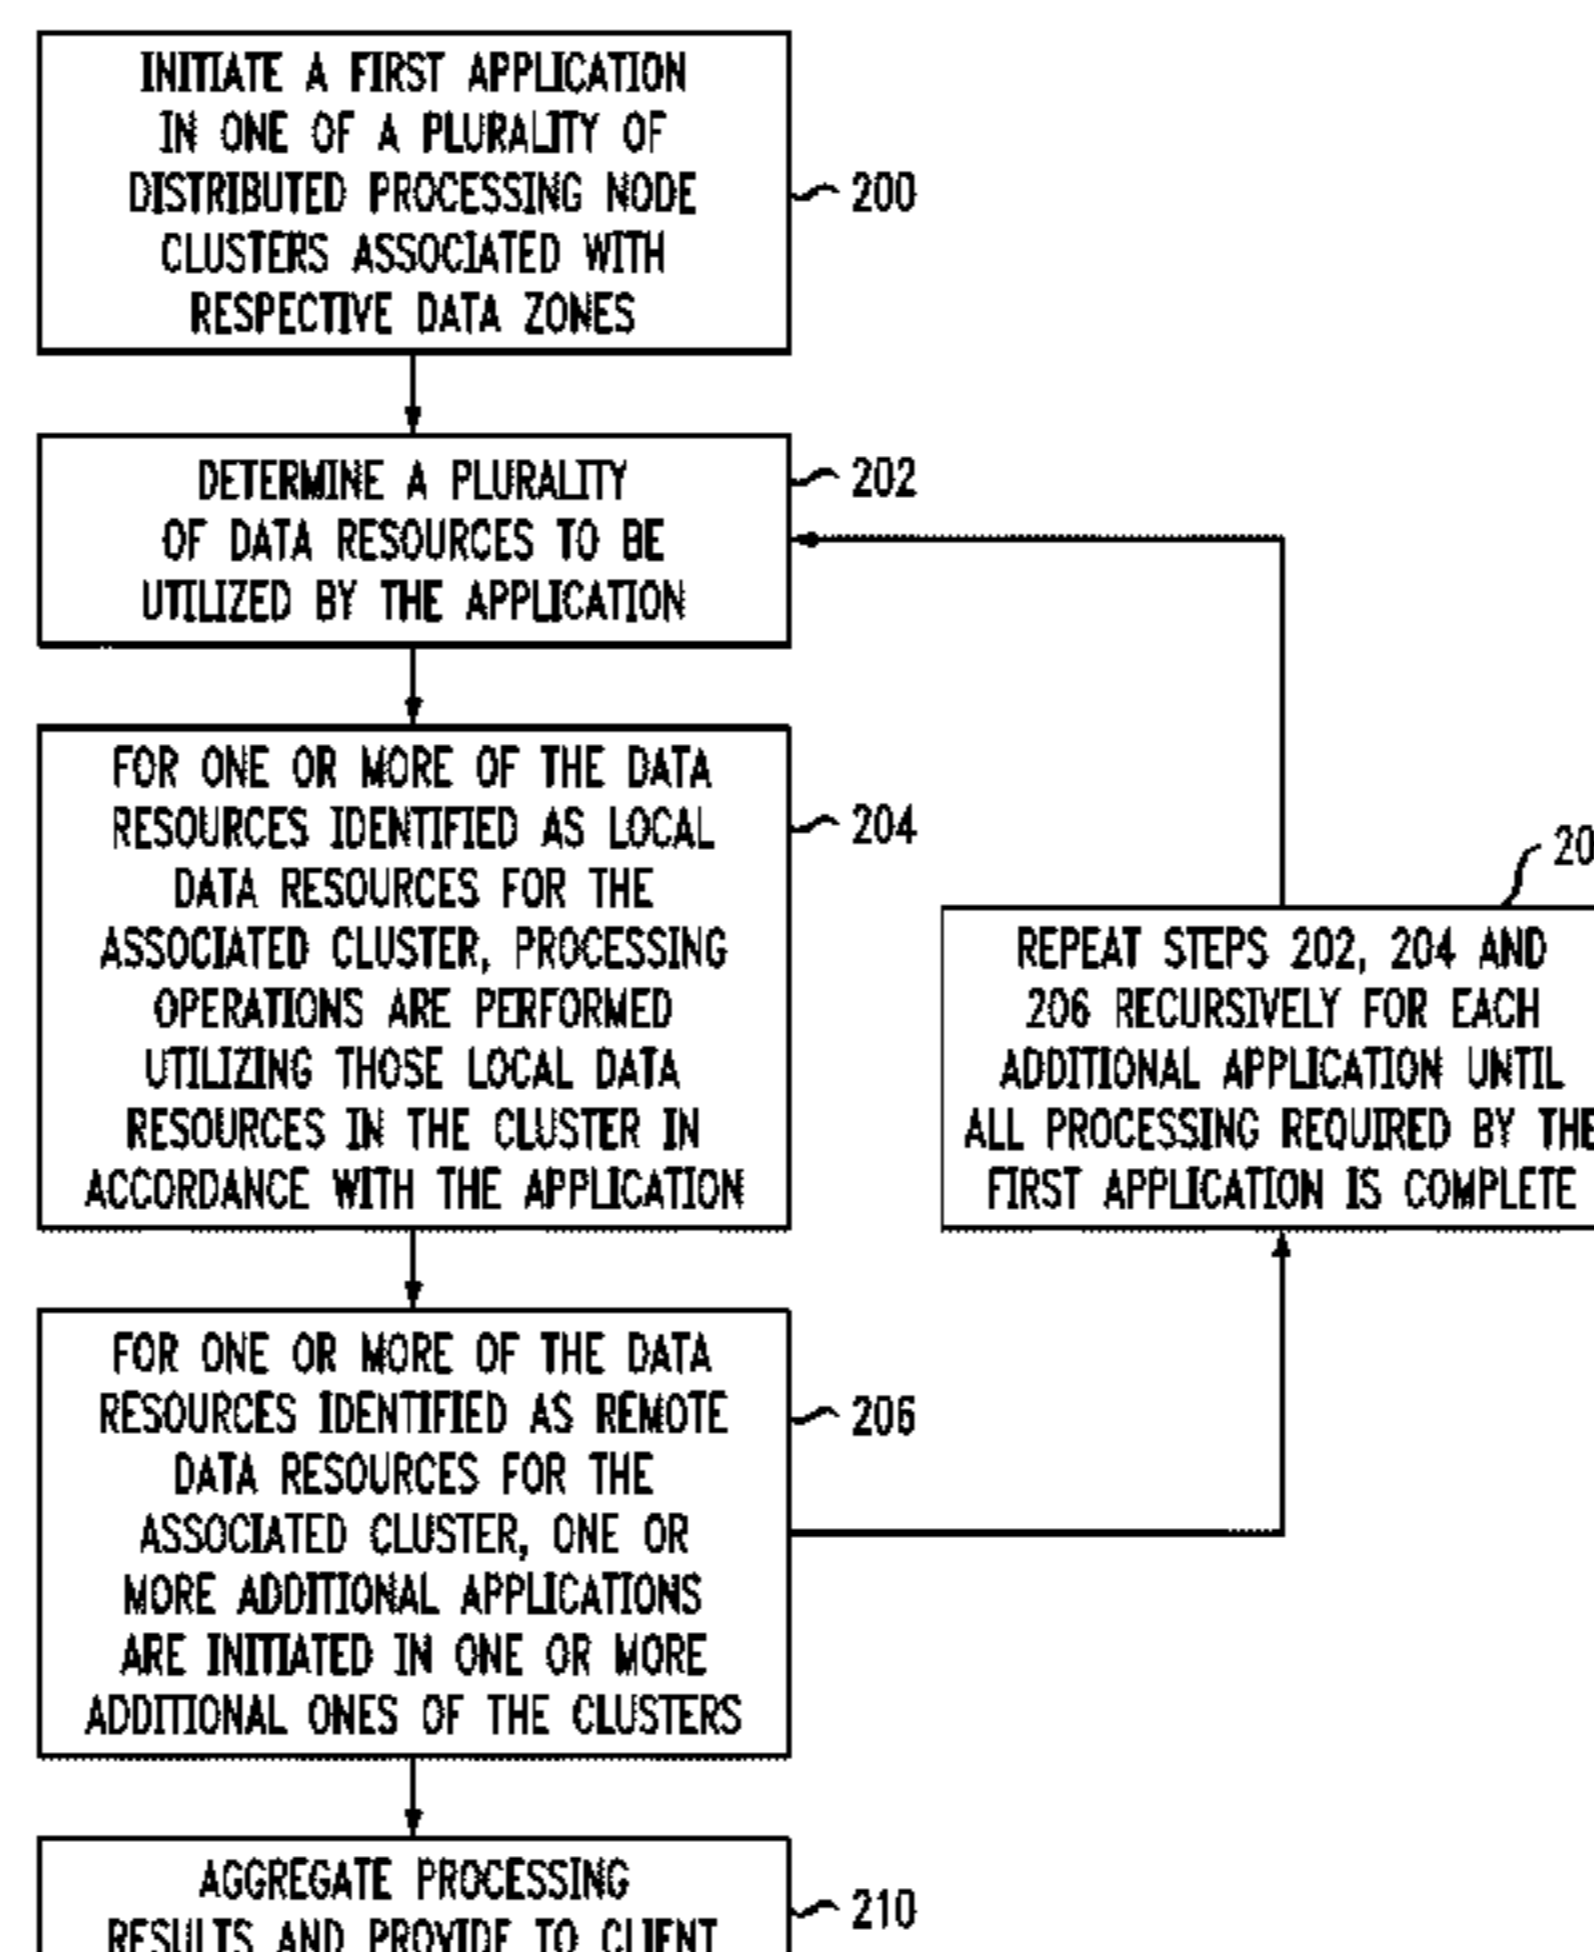 INITIATE A FIRST APPLICATION
IN ONE OF A PLURALITY OF
DISTRIBUTED PROCESSING NODE
CLUSTERS ASSOCIATED WITH
RESPECTIVE DATA ZONES
200
DETERMINE A PLURALITY
OF DATA RESOURCES TO BE
UTILIZED BY THE APPLICATION
202
FOR ONE OR MORE OF THE DATA
RESOURCES IDENTIFIED AS LOCAL
DATA RESOURCES FOR THE
ASSOCIATED CLUSTER, PROCESSING
OPERATIONS ARE PERFORMED
UTILIZING THOSE LOCAL DATA
RESOURCES IN THE CLUSTER IN
ACCORDANCE WITH THE APPLICATION
204
20
REPEAT STEPS 202, 204 AND
206 RECURSIVELY FOR EACH
ADDITIONAL APPLICATION UNTIL
ALL PROCESSING REQUIRED BY THE
FIRST APPLICATION IS COMPLETE
FOR ONE OR MORE OF THE DATA
RESOURCES IDENTIFIED AS REMOTE
DATA RESOURCES FOR THE
ASSOCIATED CLUSTER, ONE OR
MORE ADDITIONAL APPLICATIONS
ARE INITIATED IN ONE OR MORE
ADDITIONAL ONES OF THE CLUSTERS
206
AGGREGATE PROCESSING
RESULTS AND PROVIDE TO CLIENT
210